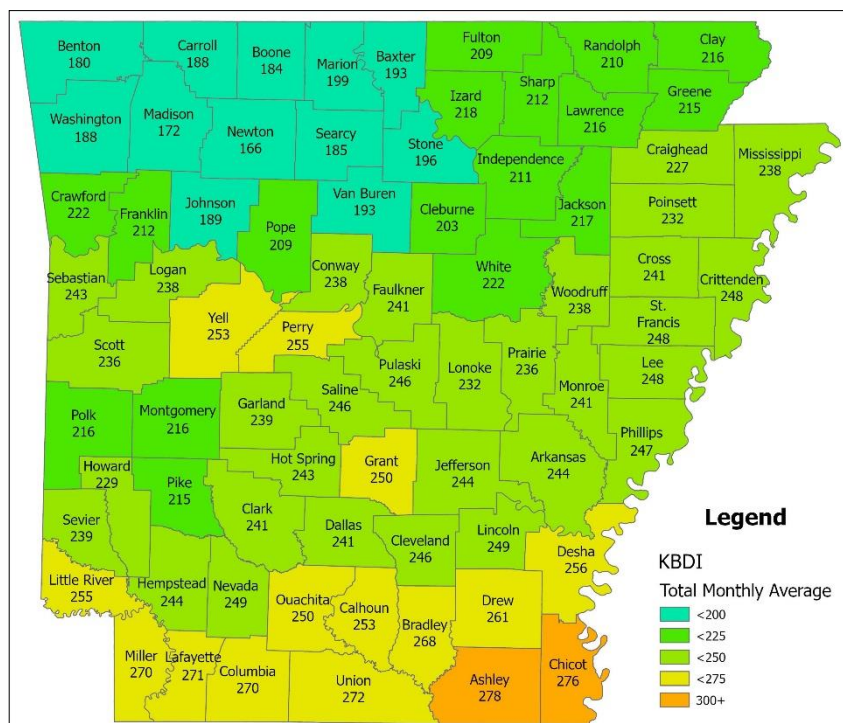 Benton
180
Carroll
188
Boone
184
Marion
199
Baxter
193
Fulton
209
Randolph
210
Clay
216
Washington
188
Madison
172
Newton
166
Searcy
185
Stone
196
Izard
218
Sharp
212
Lawrence
216
Greene
215
Craighead
227
Mississippi
238
Crawford
222
Franklin
212
Johnson
189
Pope
209
Van Buren
193
Cleburne
203
Independence
211
Jackson
217
Poinsett
232
Sebastian
243
Logan
238
Conway
238
Faulkner
241
White
222
Woodruff
238
Cross
241
Crittenden
248
Yell
253
Perry
255
St.
Francis
248
Scott
236
Pulaski
246
Lonoke
232
Prairie
236
Monroe
241
Lee
248
Polk
216
Montgomery
216
Garland
239
Saline
246
Phillips
247
Howard
229
Pike
215
Hot Spring
243
Grant
250
Jefferson
244
Arkansas
244
Sevier
239
Clark
241
Dallas
241
Cleveland
246
Lincoln
249
Desha
256
Little River
255
Hempstead
244
Nevada
249
Ouachita
250
Calhoun
253
Bradley
268
Drew
261
Miller
270
Lafayette
271
Columbia
270
Union
272
Ashley
278
Chicot
276
Legend
KBDI
Total Monthly Average
<200
<225
<250
<275
300+